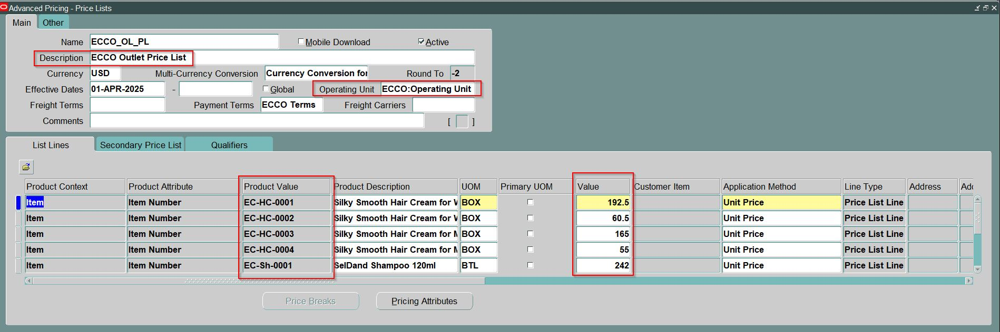 Advanced Pricing - Price Lists
Main Other
Name ECCO_OL_PL Mobile Download Active
Description ECCO Outlet Price List
Currency USD Multi-Currency Conversion Currency Conversion for Round To -2
Effective Dates 01-APR-2025 - Global Operating Unit ECCO:Operating Unit
Freight Terms Payment Terms ECCO Terms Freight Carriers
Comments [ ]
List Lines Secondary Price List Qualifiers
Product Context Product Attribute Product Value Product Description UOM Primary UOM Value Customer Item Application Method Line Type Address Adc
Item Item Number EC-HC-0001 Silky Smooth Hair Cream for W BOX 192.5 Unit Price Price List Line
Item Item Number EC-HC-0002 Silky Smooth Hair Cream for W BOX 60.5 Unit Price Price List Line
Item Item Number EC-HC-0003 Silky Smooth Hair Cream for M BOX 165 Unit Price Price List Line
Item Item Number EC-HC-0004 Silky Smooth Hair Cream for M BOX 55 Unit Price Price List Line
Item Item Number EC-Sh-0001 SelDand Shampoo 120ml BTL 242 Unit Price Price List Line
Price Breaks Pricing Attributes